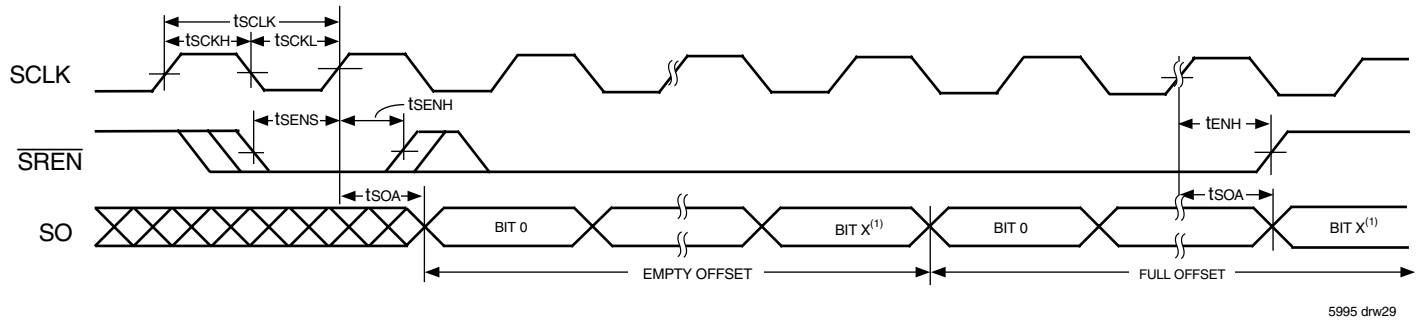 tSCLK
tSCKH
tSCKL
SCLK
tSENH
tSENS
tENH
SREN
tSOA
tSOA
SO
BIT 0
BIT X(1)
BIT 0
BIT X(1)
EMPTY OFFSET
FULL OFFSET
5995 drw29